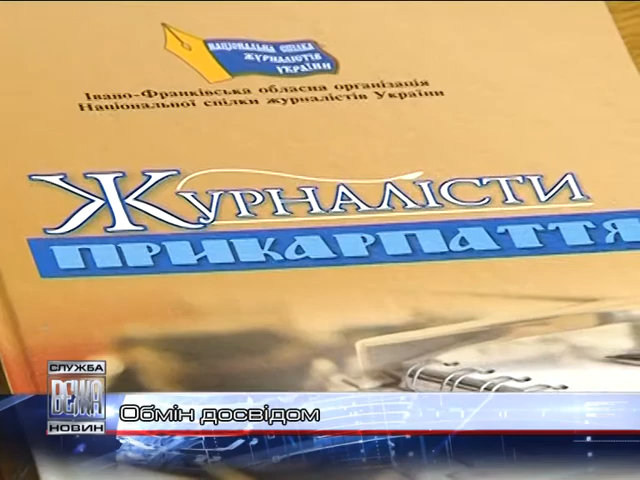 НАЦІОНАЛЬНА СПІЛКА
ЖУРНАЛІСТІВ
УКРАЇНИ
Івано-Франківська обласна організація
Національної спілки журналістів України
ЖУРНАЛІСТИ
ПРИКАРПАТТЯ
СЛУЖБА
ВЕЖА
НОВИН
Обмін досвідом